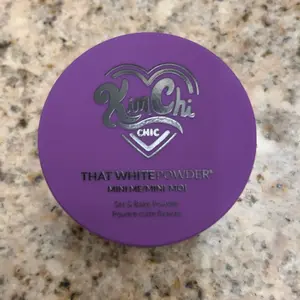 KimChi
CHIC
THAT WHITE POWDER®
MINI ME/MINI MOI
Set & Bake Powder